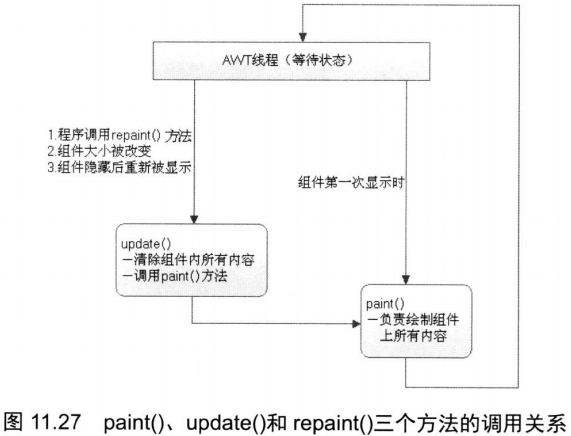 AWT线程（等待状态）
1.程序调用repaint() 方法
2.组件大小被改变
3.组件隐藏后重新被显示
组件第一次显示时
update()
—清除组件内所有内容
—调用paint()方法
paint()
—负责绘制组件
上所有内容
图 11.27 paint()、update()和 repaint()三个方法的调用关系